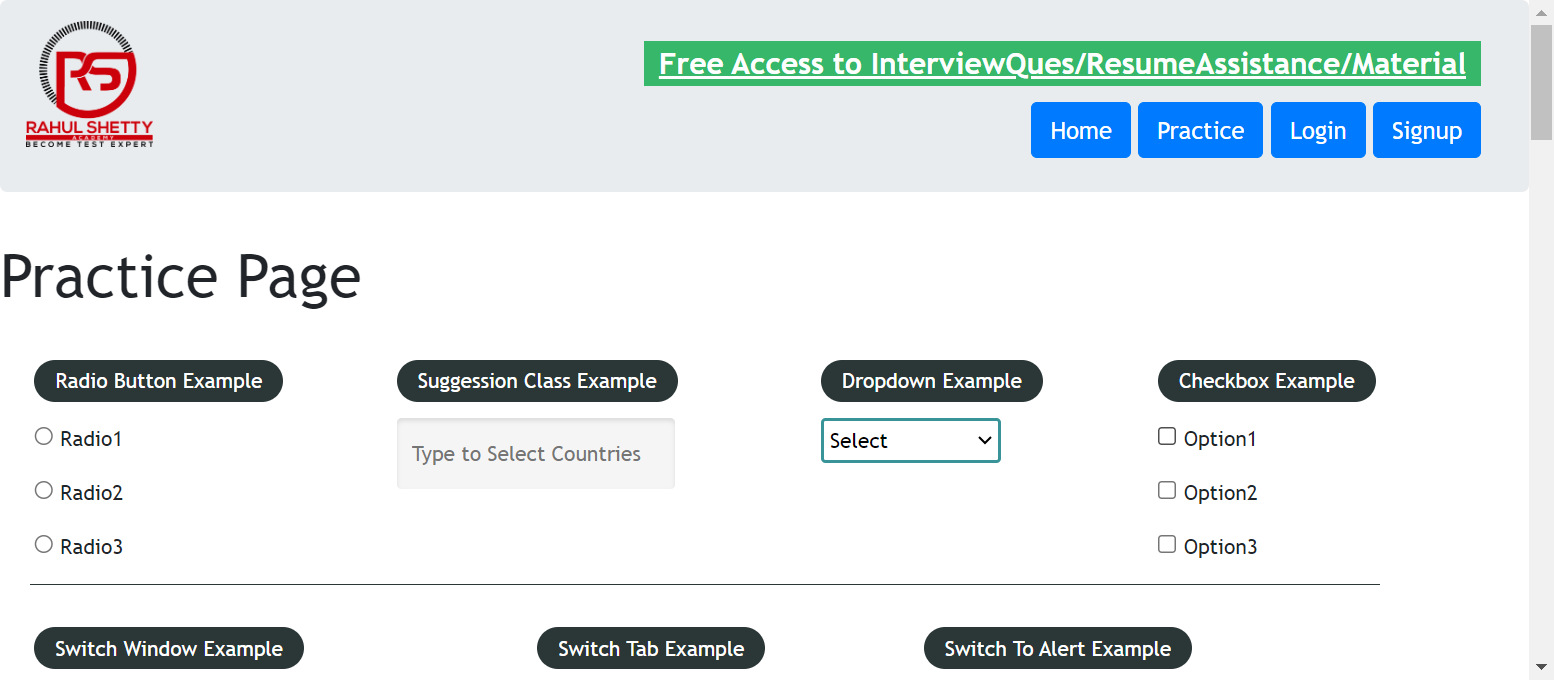 RS
RAHUL SHETTY
ACADEMY
BECOME TEST EXPERT
Free Access to InterviewQues/ResumeAssistance/Material
Home Practice Login Signup
Practice Page
Radio Button Example
Radio1
Radio2
Radio3
Suggession Class Example
Type to Select Countries
Dropdown Example
Select
Checkbox Example
Option1
Option2
Option3
Switch Window Example
Switch Tab Example
Switch To Alert Example